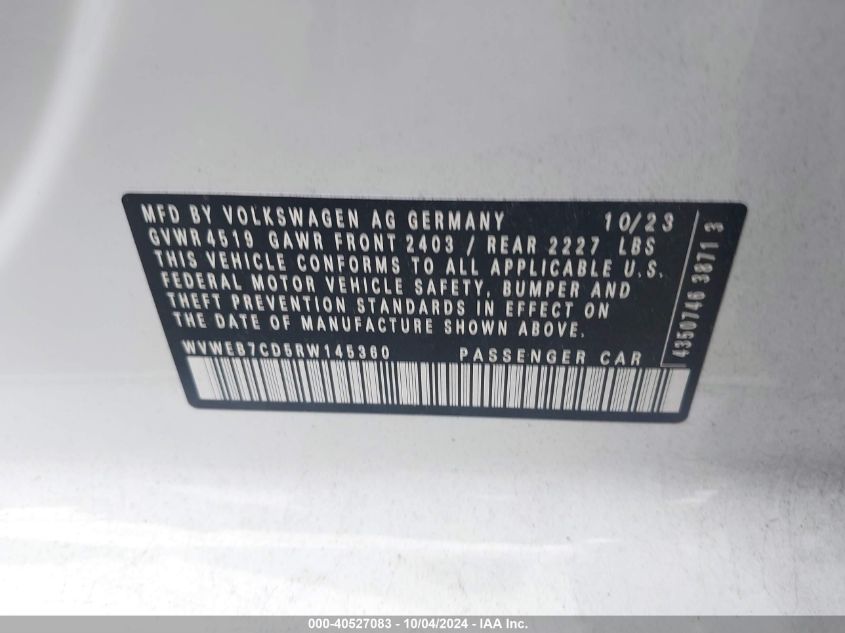 MFD BY VOLKSWAGEN AG GERMANY 10/23
GVWR 4519 GAWR FRONT 2403 / REAR 2227 LBS
THIS VEHICLE CONFORMS TO ALL APPLICABLE U.S.
FEDERAL MOTOR VEHICLE SAFETY, BUMPER AND
THEFT PREVENTION STANDARDS IN EFFECT ON
THE DATE OF MANUFACTURE SHOWN ABOVE.
WVWEB7CD5RW145360 PASSENGER CAR
4350746 3871 3
000-40527083 - 10/04/2024 - IAA Inc.